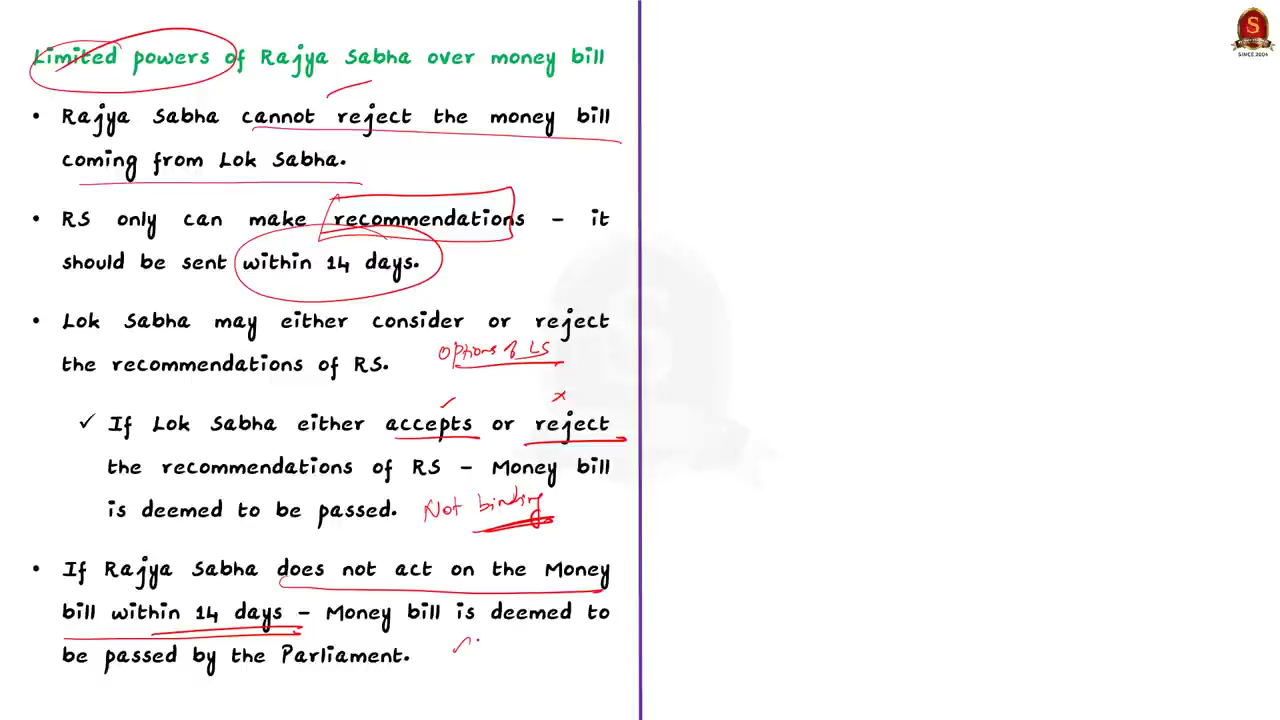 Limited powers of Rajya Sabha over money bill
• Rajya Sabha cannot reject the money bill
coming from Lok Sabha.
• RS only can make recommendations – it
should be sent within 14 days.
• Lok Sabha may either consider or reject
the recommendations of RS.
Options of LS
✓ If Lok Sabha either accepts or reject
the recommendations of RS – Money bill
is deemed to be passed.
Not binding
• If Rajya Sabha does not act on the Money
bill within 14 days – Money bill is deemed to
be passed by the Parliament.
S
SINCE 2004